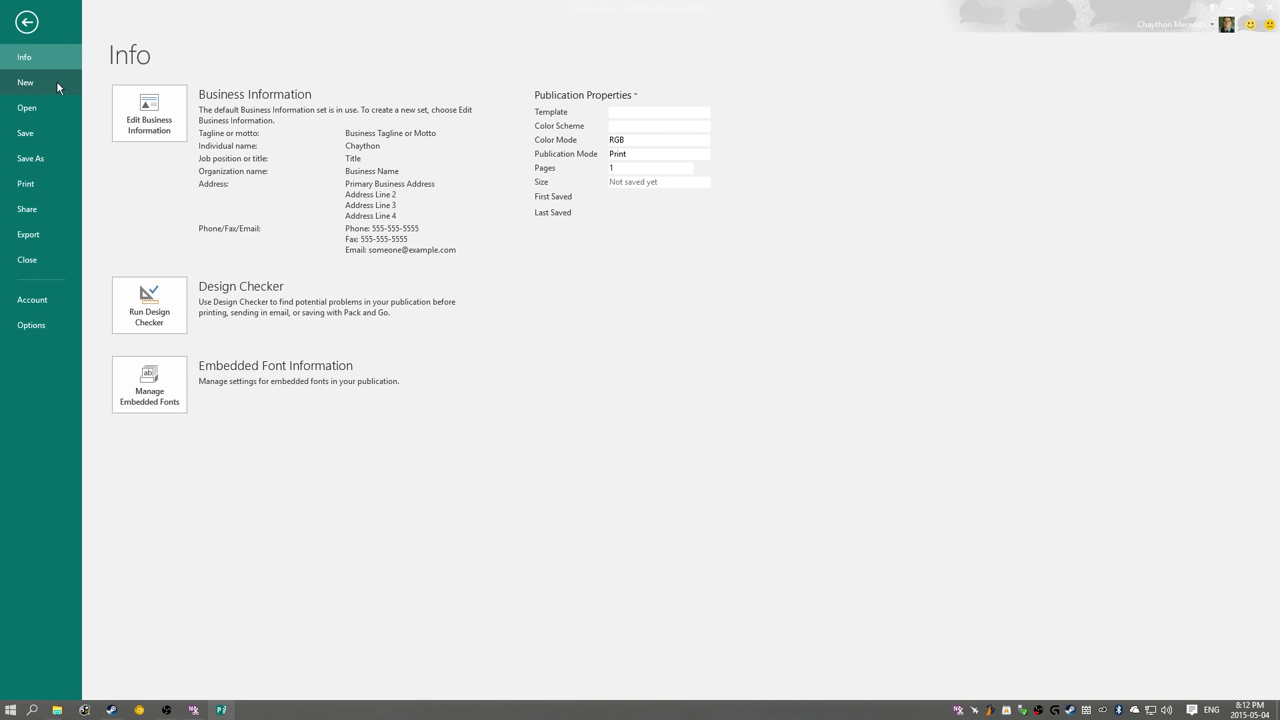 Chaython
Info
Info
New
Open
Save
Save As
Print
Share
Export
Close
Account
Options
Edit Business
Information
Business Information
The default Business Information set is in use. To create a new set, choose Edit
Business Information.
Tagline or motto: Business Tagline or Motto
Individual name: Chaython
Job position or title: Title
Organization name: Business Name
Address: Primary Business Address
Address Line 2
Address Line 3
Address Line 4
Phone/Fax/Email: Phone: 555-555-5555
Fax: 555-555-5555
Email: someone@example.com
Run Design
Checker
Design Checker
Use Design Checker to find potential problems in your publication before
printing, sending in email, or saving with Pack and Go.
Manage
Embedded Fonts
Embedded Font Information
Manage settings for embedded fonts in your publication.
Publication Properties
Template
Color Scheme
Color Mode RGB
Publication Mode Print
Pages 1
Size Not saved yet
First Saved
Last Saved
ENG
8:12 PM
2015-05-04